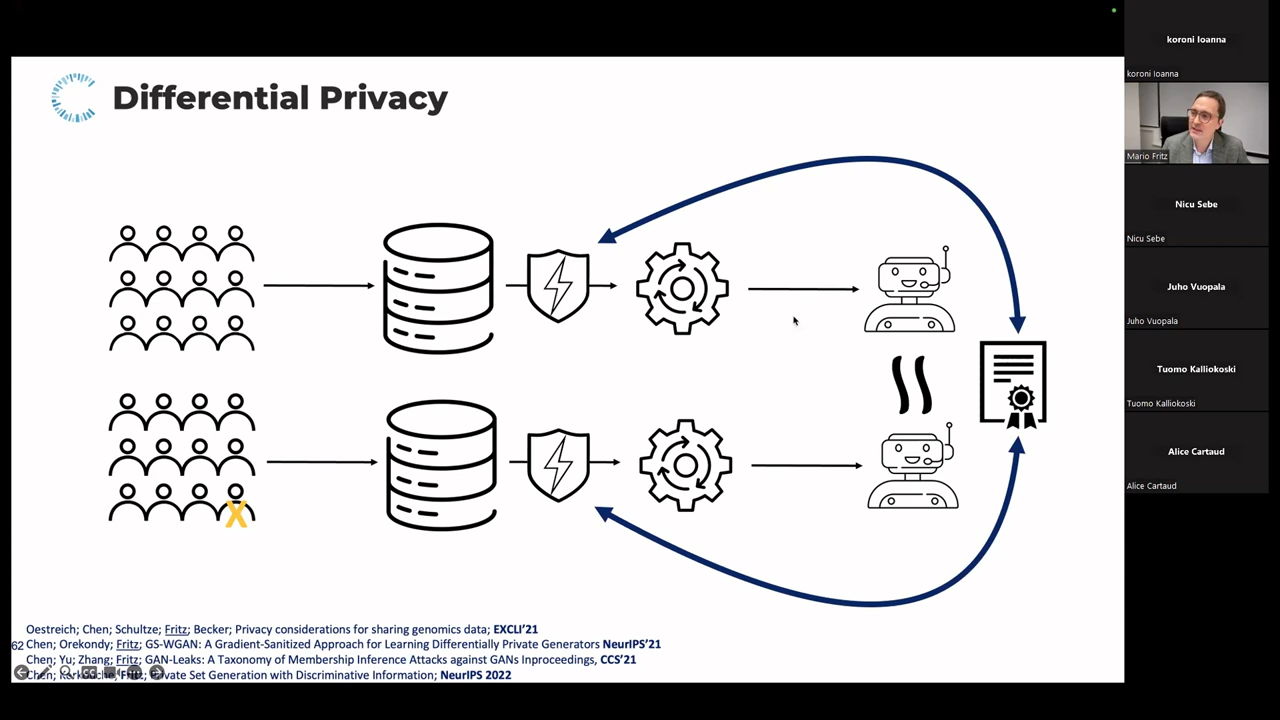 Differential Privacy
X
Oestreich; Chen; Schultze; Fritz; Becker; Privacy considerations for sharing genomics data; EXCLI'21
62 Chen; Orekondy; Fritz; GS-WGAN: A Gradient-Sanitized Approach for Learning Differentially Private Generators NeurIPS'21
Chen; Yu; Zhang; Fritz; GAN-Leaks: A Taxonomy of Membership Inference Attacks against GANs Inproceedings, CCS'21
Chen; Kerkouche; Fritz; Private Set Generation with Discriminative Information; NeurIPS 2022
koroni Ioanna
koroni Ioanna
Mario Fritz
Nicu Sebe
Nicu Sebe
Juho Vuopala
Juho Vuopala
Tuomo Kalliokoski
Tuomo Kalliokoski
Alice Cartaud
Alice Cartaud